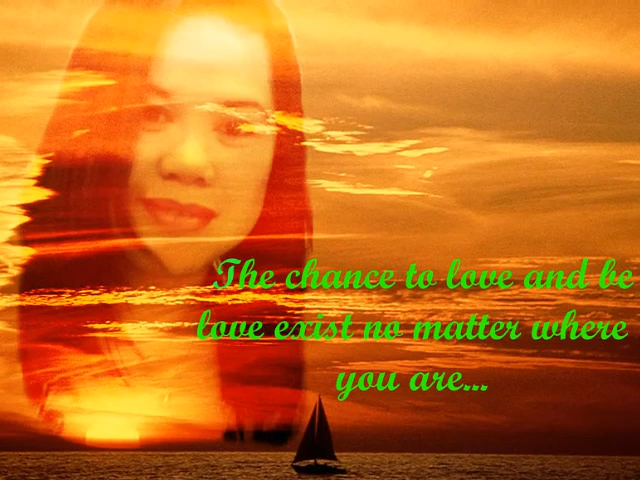 The chance to love and be
love exist no matter where
you are...